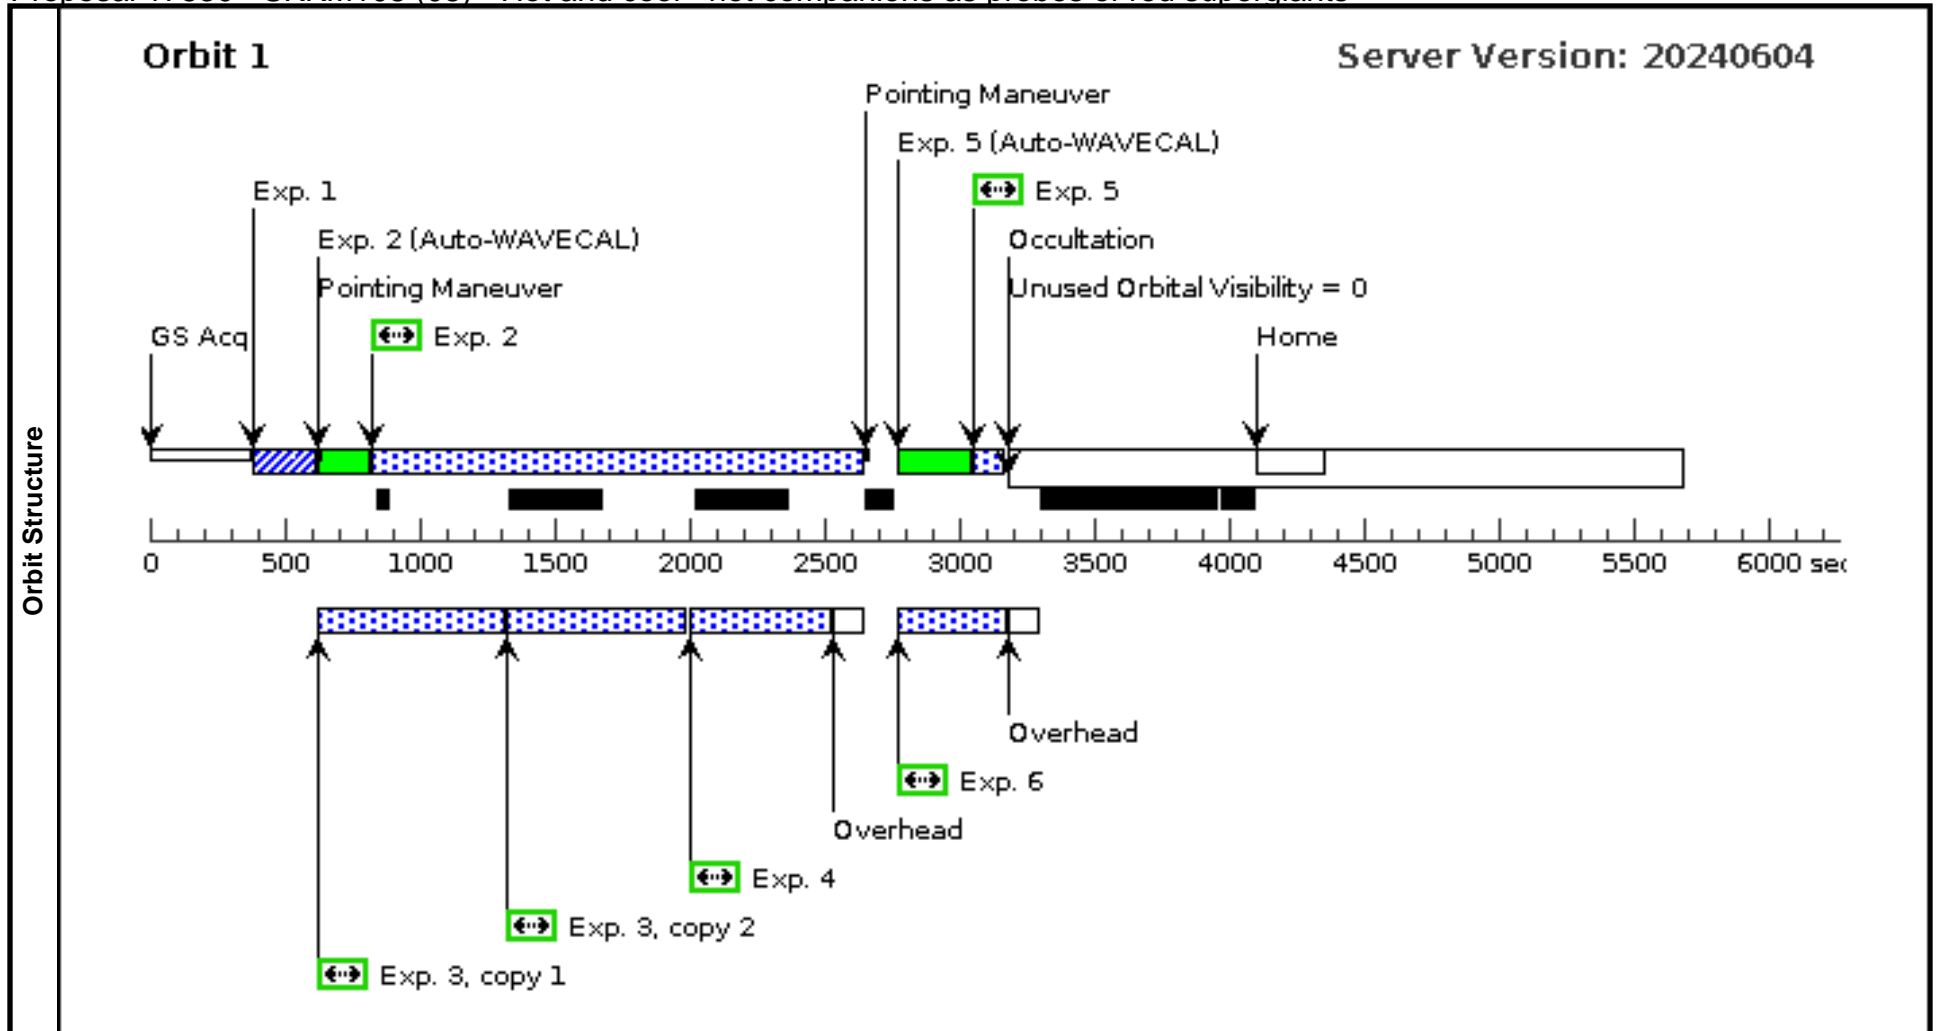 Orbit 1
Server Version: 20240604
Pointing Maneuver
Exp. 5 (Auto-WAVECAL)
Exp. 1
Exp. 5
Exp. 2 (Auto-WAVECAL)
Occultation
Pointing Maneuver
Unused Orbital Visibility = 0
GS Acq
Exp. 2
Home
Orbit Structure
0 500 1000 1500 2000 2500 3000 3500 4000 4500 5000 5500 6000 sec
Overhead
Exp. 6
Overhead
Exp. 4
Exp. 3, copy 2
Exp. 3, copy 1